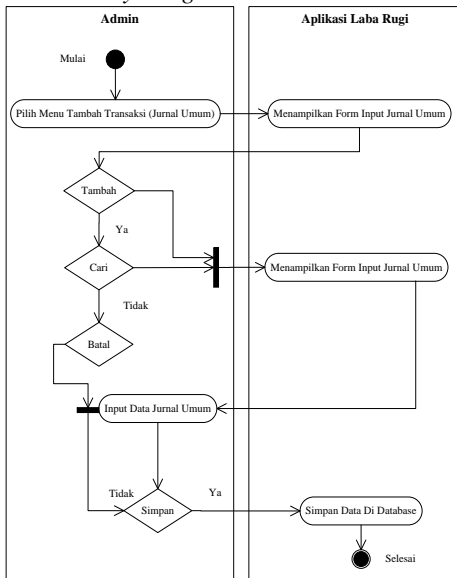 Admin
Aplikasi Laba Rugi
Mulai
Pilih Menu Tambah Transaksi (Jurnal Umum)
Menampilkan Form Input Jurnal Umum
Tambah
Ya
Cari
Menampilkan Form Input Jurnal Umum
Tidak
Batal
Input Data Jurnal Umum
Tidak
Simpan
Ya
Simpan Data Di Database
Selesai